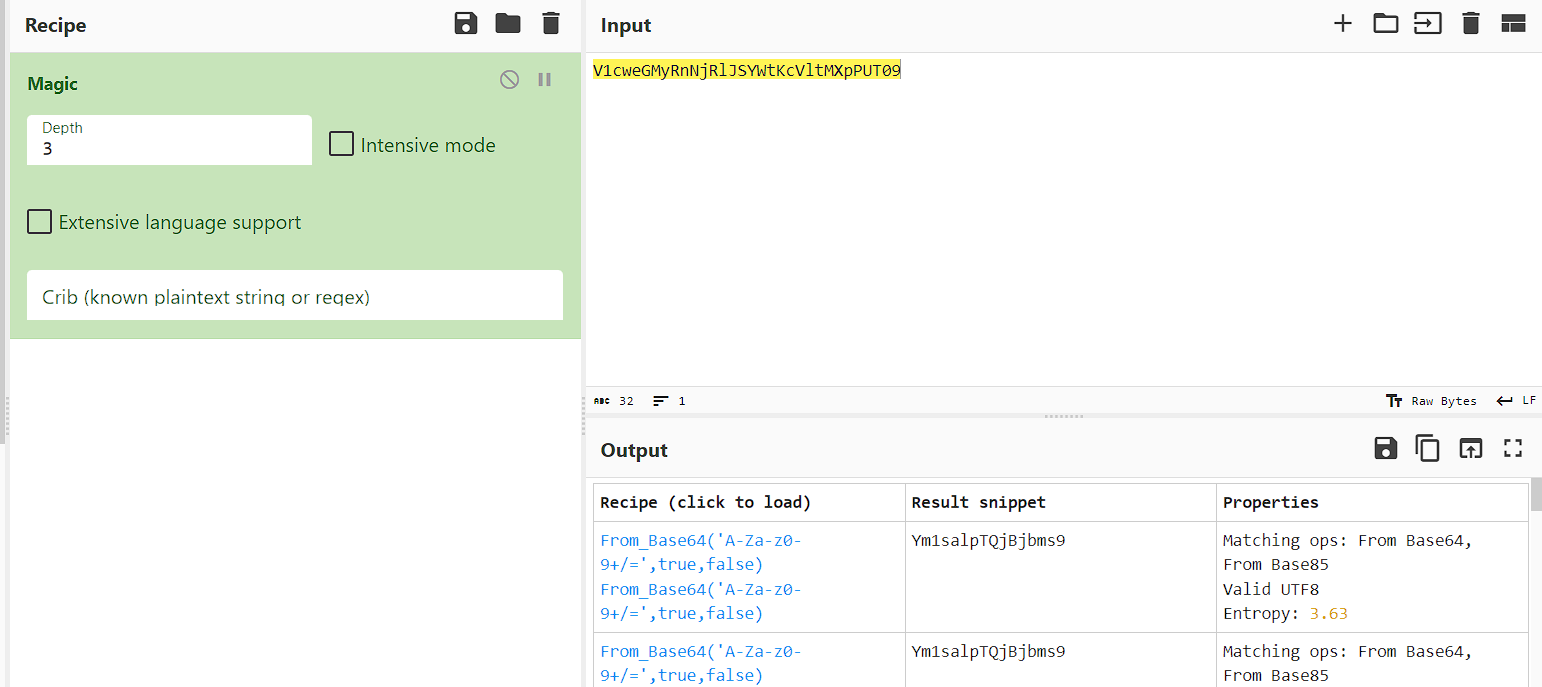 Recipe
Magic
Depth
3
Intensive mode
Extensive language support
Crib (known plaintext string or regex)
Input
V1cweGMyRnNjRlJSYWtKcVltMXpPUT09
ABC 32 1
Raw Bytes LF
Output
Recipe (click to load) Result snippet Properties
From_Base64('A-Za-z0- Ym1salpTQjBjbms9 Matching ops: From Base64,
9+/=',true,false) From Base85
From_Base64('A-Za-z0- Valid UTF8
9+/=',true,false) Entropy: 3.63
From_Base64('A-Za-z0- Ym1salpTQjBjbms9 Matching ops: From Base64,
9+/=',true,false) From Base85